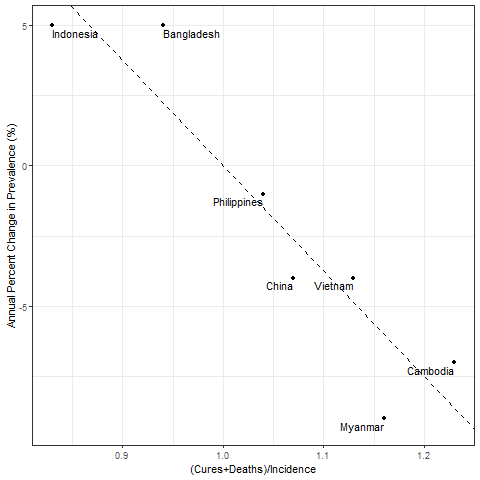 5
Indonesia
Bangladesh
0
Philippines
China
Vietnam
-5
Cambodia
Myanmar
0.9
1.0
1.1
1.2
(Cures+Deaths)/Incidence
Annual Percent Change in Prevalence (%)